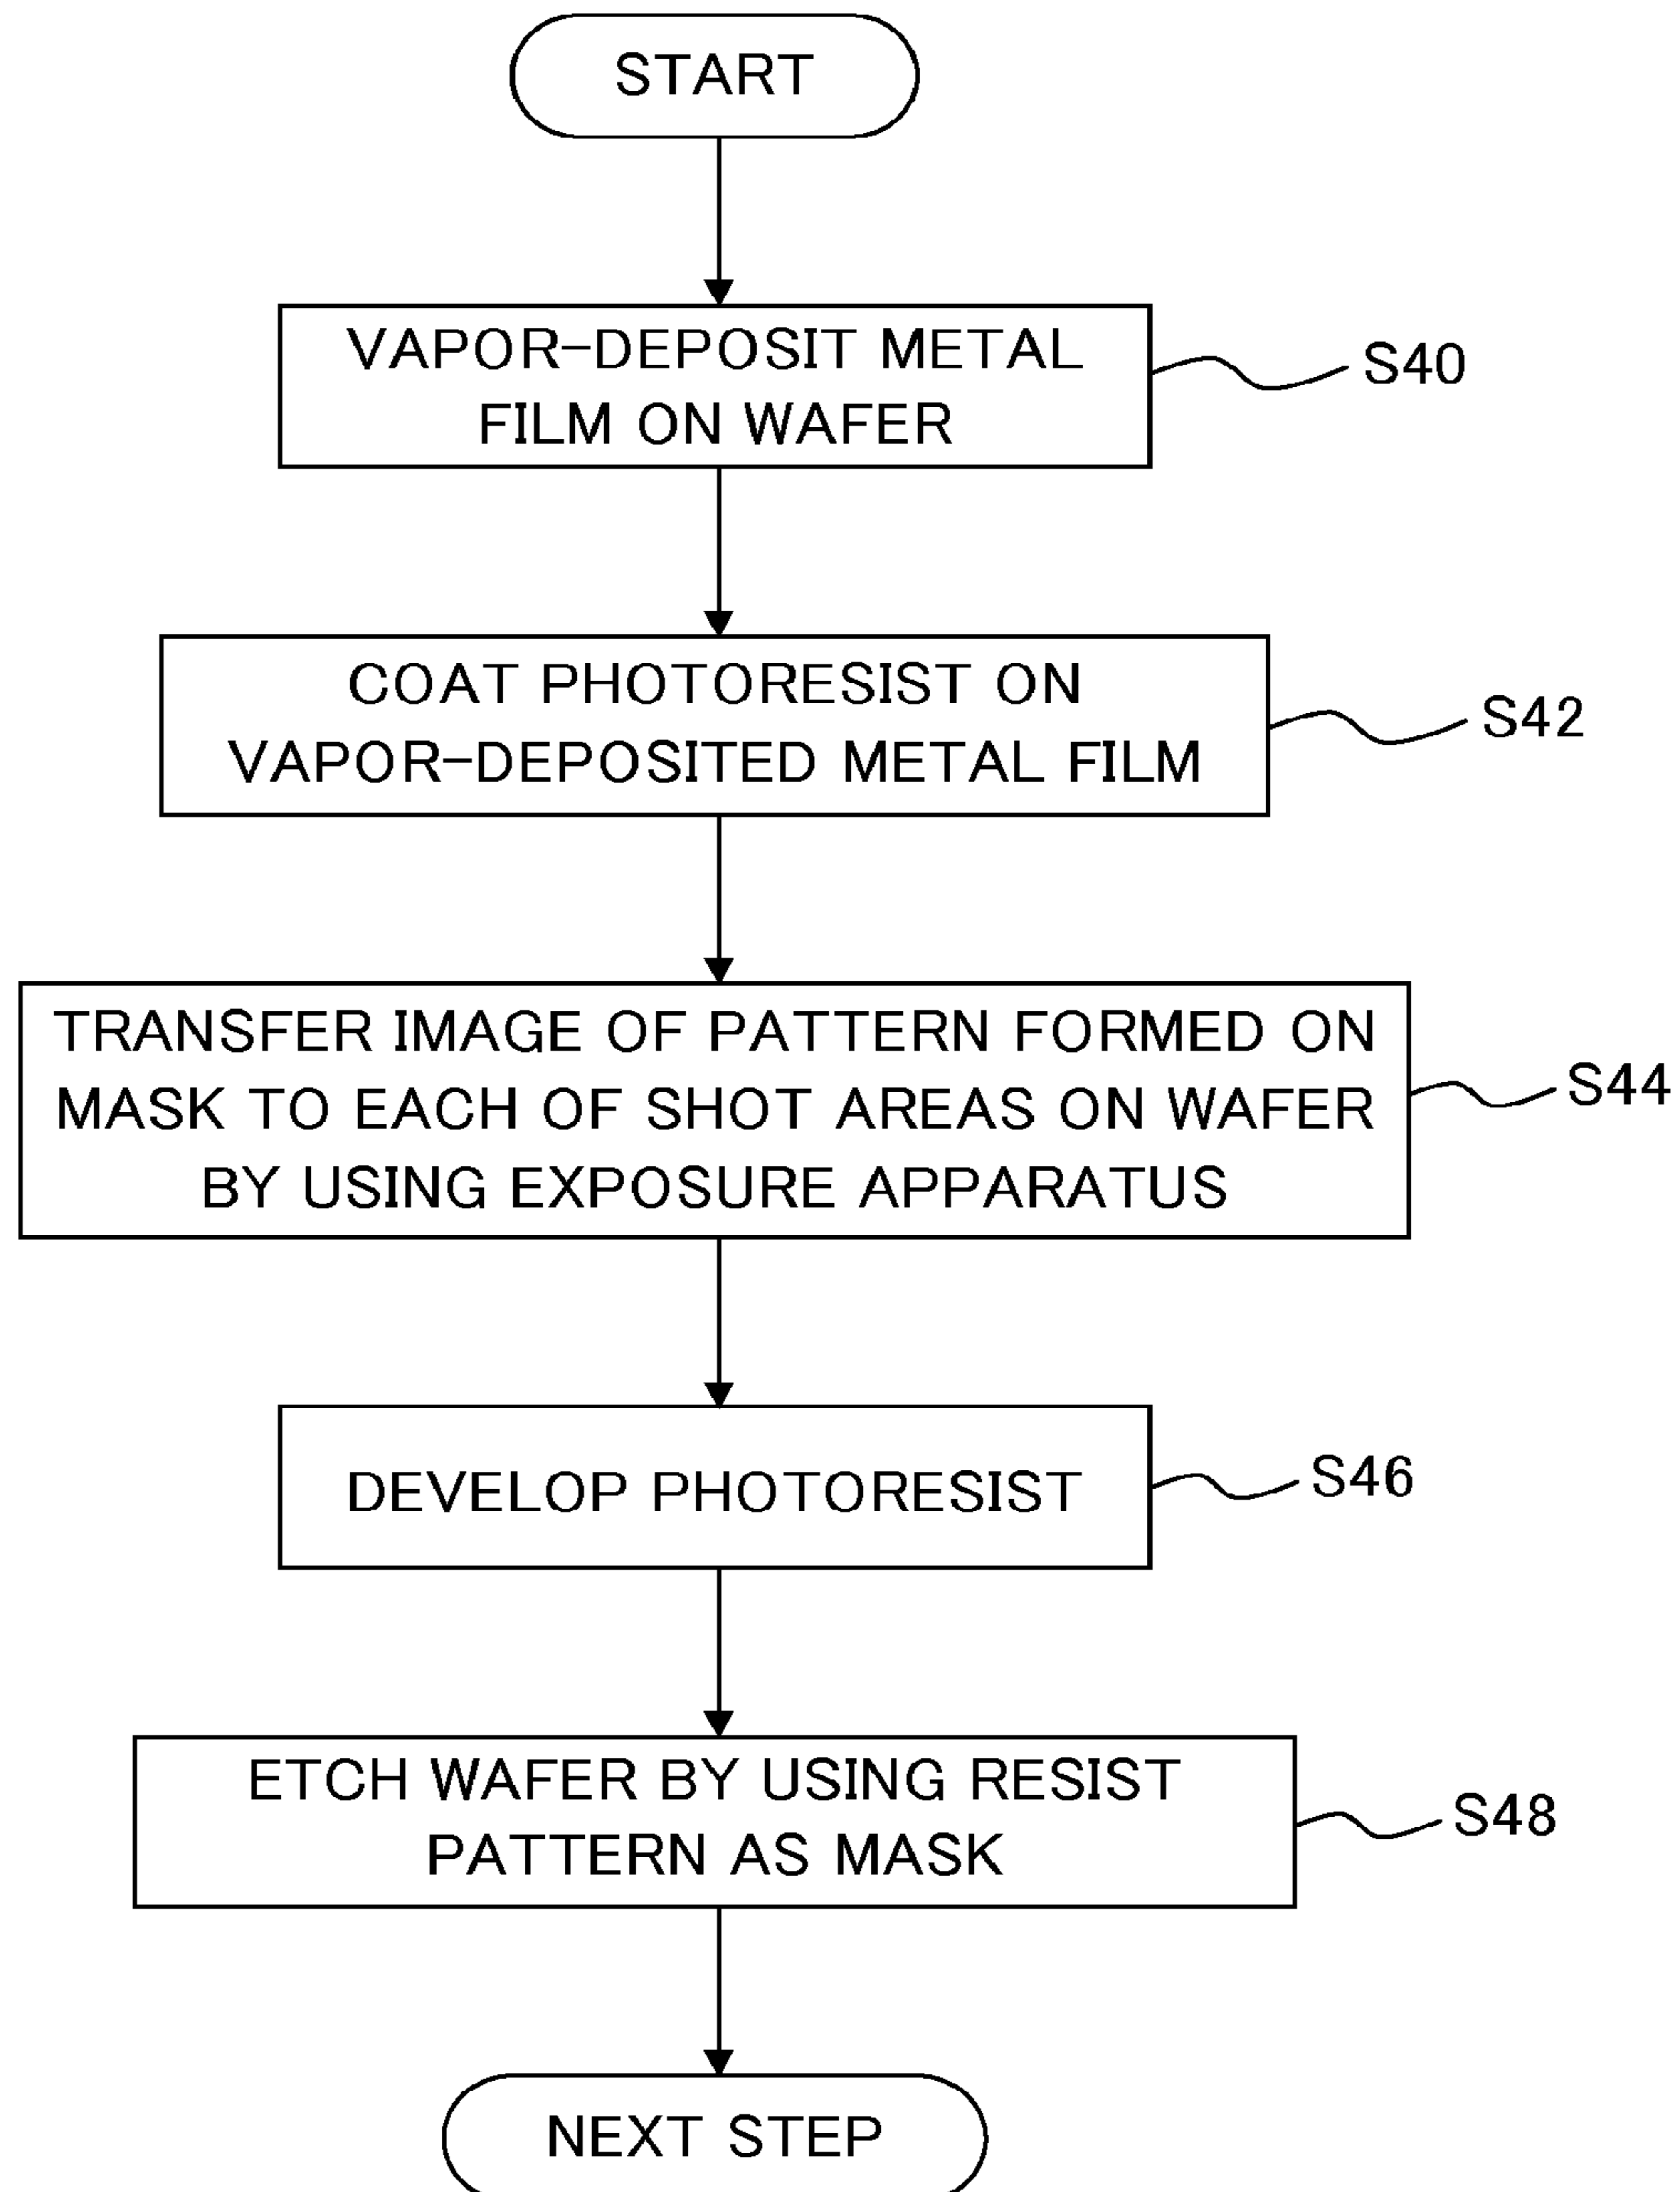 START
VAPOR-DEPOSIT METAL
FILM ON WAFER
S40
COAT PHOTORESIST ON
VAPOR-DEPOSITED METAL FILM
S42
TRANSFER IMAGE OF PATTERN FORMED ON
MASK TO EACH OF SHOT AREAS ON WAFER
BY USING EXPOSURE APPARATUS
S44
DEVELOP PHOTORESIST
S46
ETCH WAFER BY USING RESIST
PATTERN AS MASK
S48
NEXT STEP